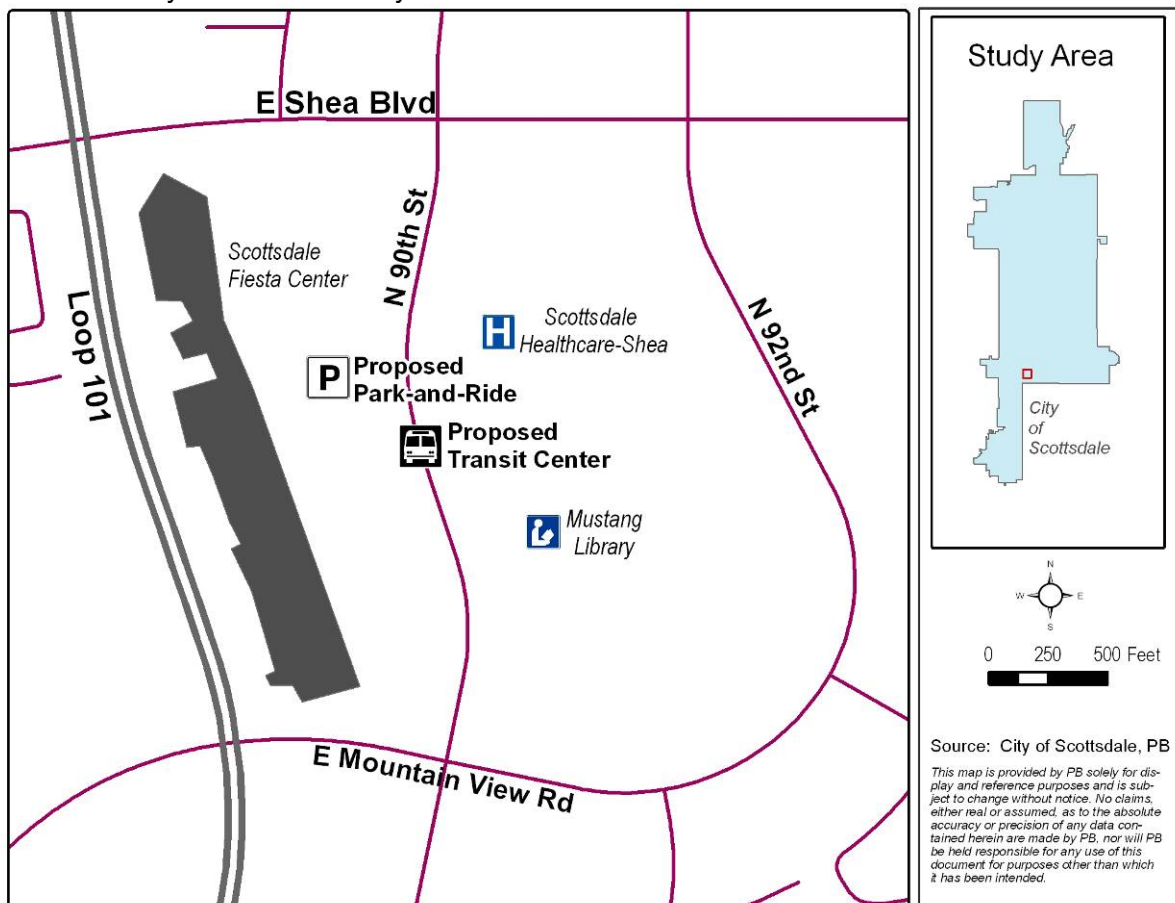 E Shea Blvd
N 90th St
Scottsdale
Fiesta Center
Loop 101
H
Scottsdale
Healthcare-Shea
N 92nd St
P
Proposed
Park-and-Ride
Proposed
Transit Center
Mustang
Library
E Mountain View Rd
Study Area
City
of
Scottsdale
N
W E
S
0 250 500 Feet
Source: City of Scottsdale, PB
This map is provided by PB solely for dis-
play and reference purposes and is sub-
ject to change without notice. No claims,
either real or assumed, as to the absolute
accuracy or precision of any data con-
tained herein are made by PB, nor will PB
be held responsible for any use of this
document for purposes other than which
it has been intended.